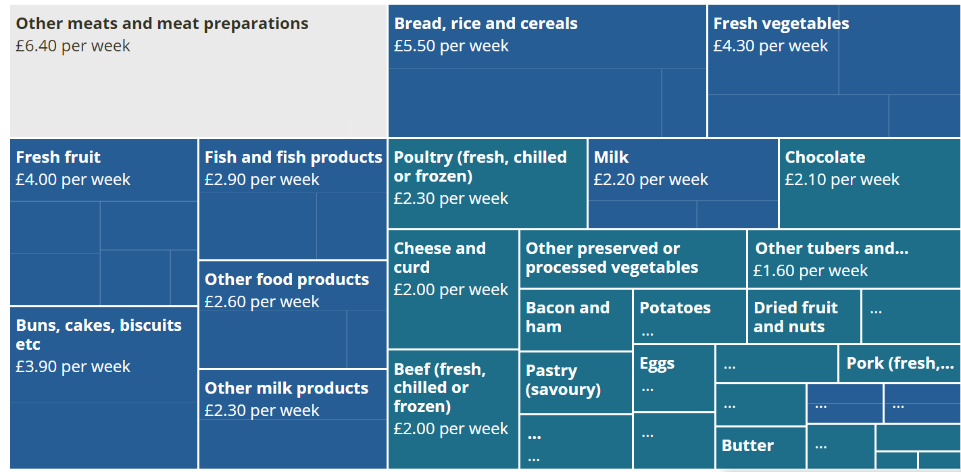 Other meats and meat preparations
£6.40 per week
Bread, rice and cereals
£5.50 per week
Fresh vegetables
£4.30 per week
Fresh fruit
£4.00 per week
Fish and fish products
£2.90 per week
Poultry (fresh, chilled
or frozen)
£2.30 per week
Milk
£2.20 per week
Chocolate
£2.10 per week
Cheese and
curd
£2.00 per week
Other preserved or
processed vegetables
Other tubers and...
£1.60 per week
Other food products
£2.60 per week
Bacon and
ham
Potatoes
...
Dried fruit
and nuts
...
Buns, cakes, biscuits
etc
£3.90 per week
Beef (fresh,
chilled or
frozen)
£2.00 per week
Pastry
(savoury)
Eggs
...
...
Pork (fresh,...
Other milk products
£2.30 per week
...
...
...
...
...
...
Butter
...